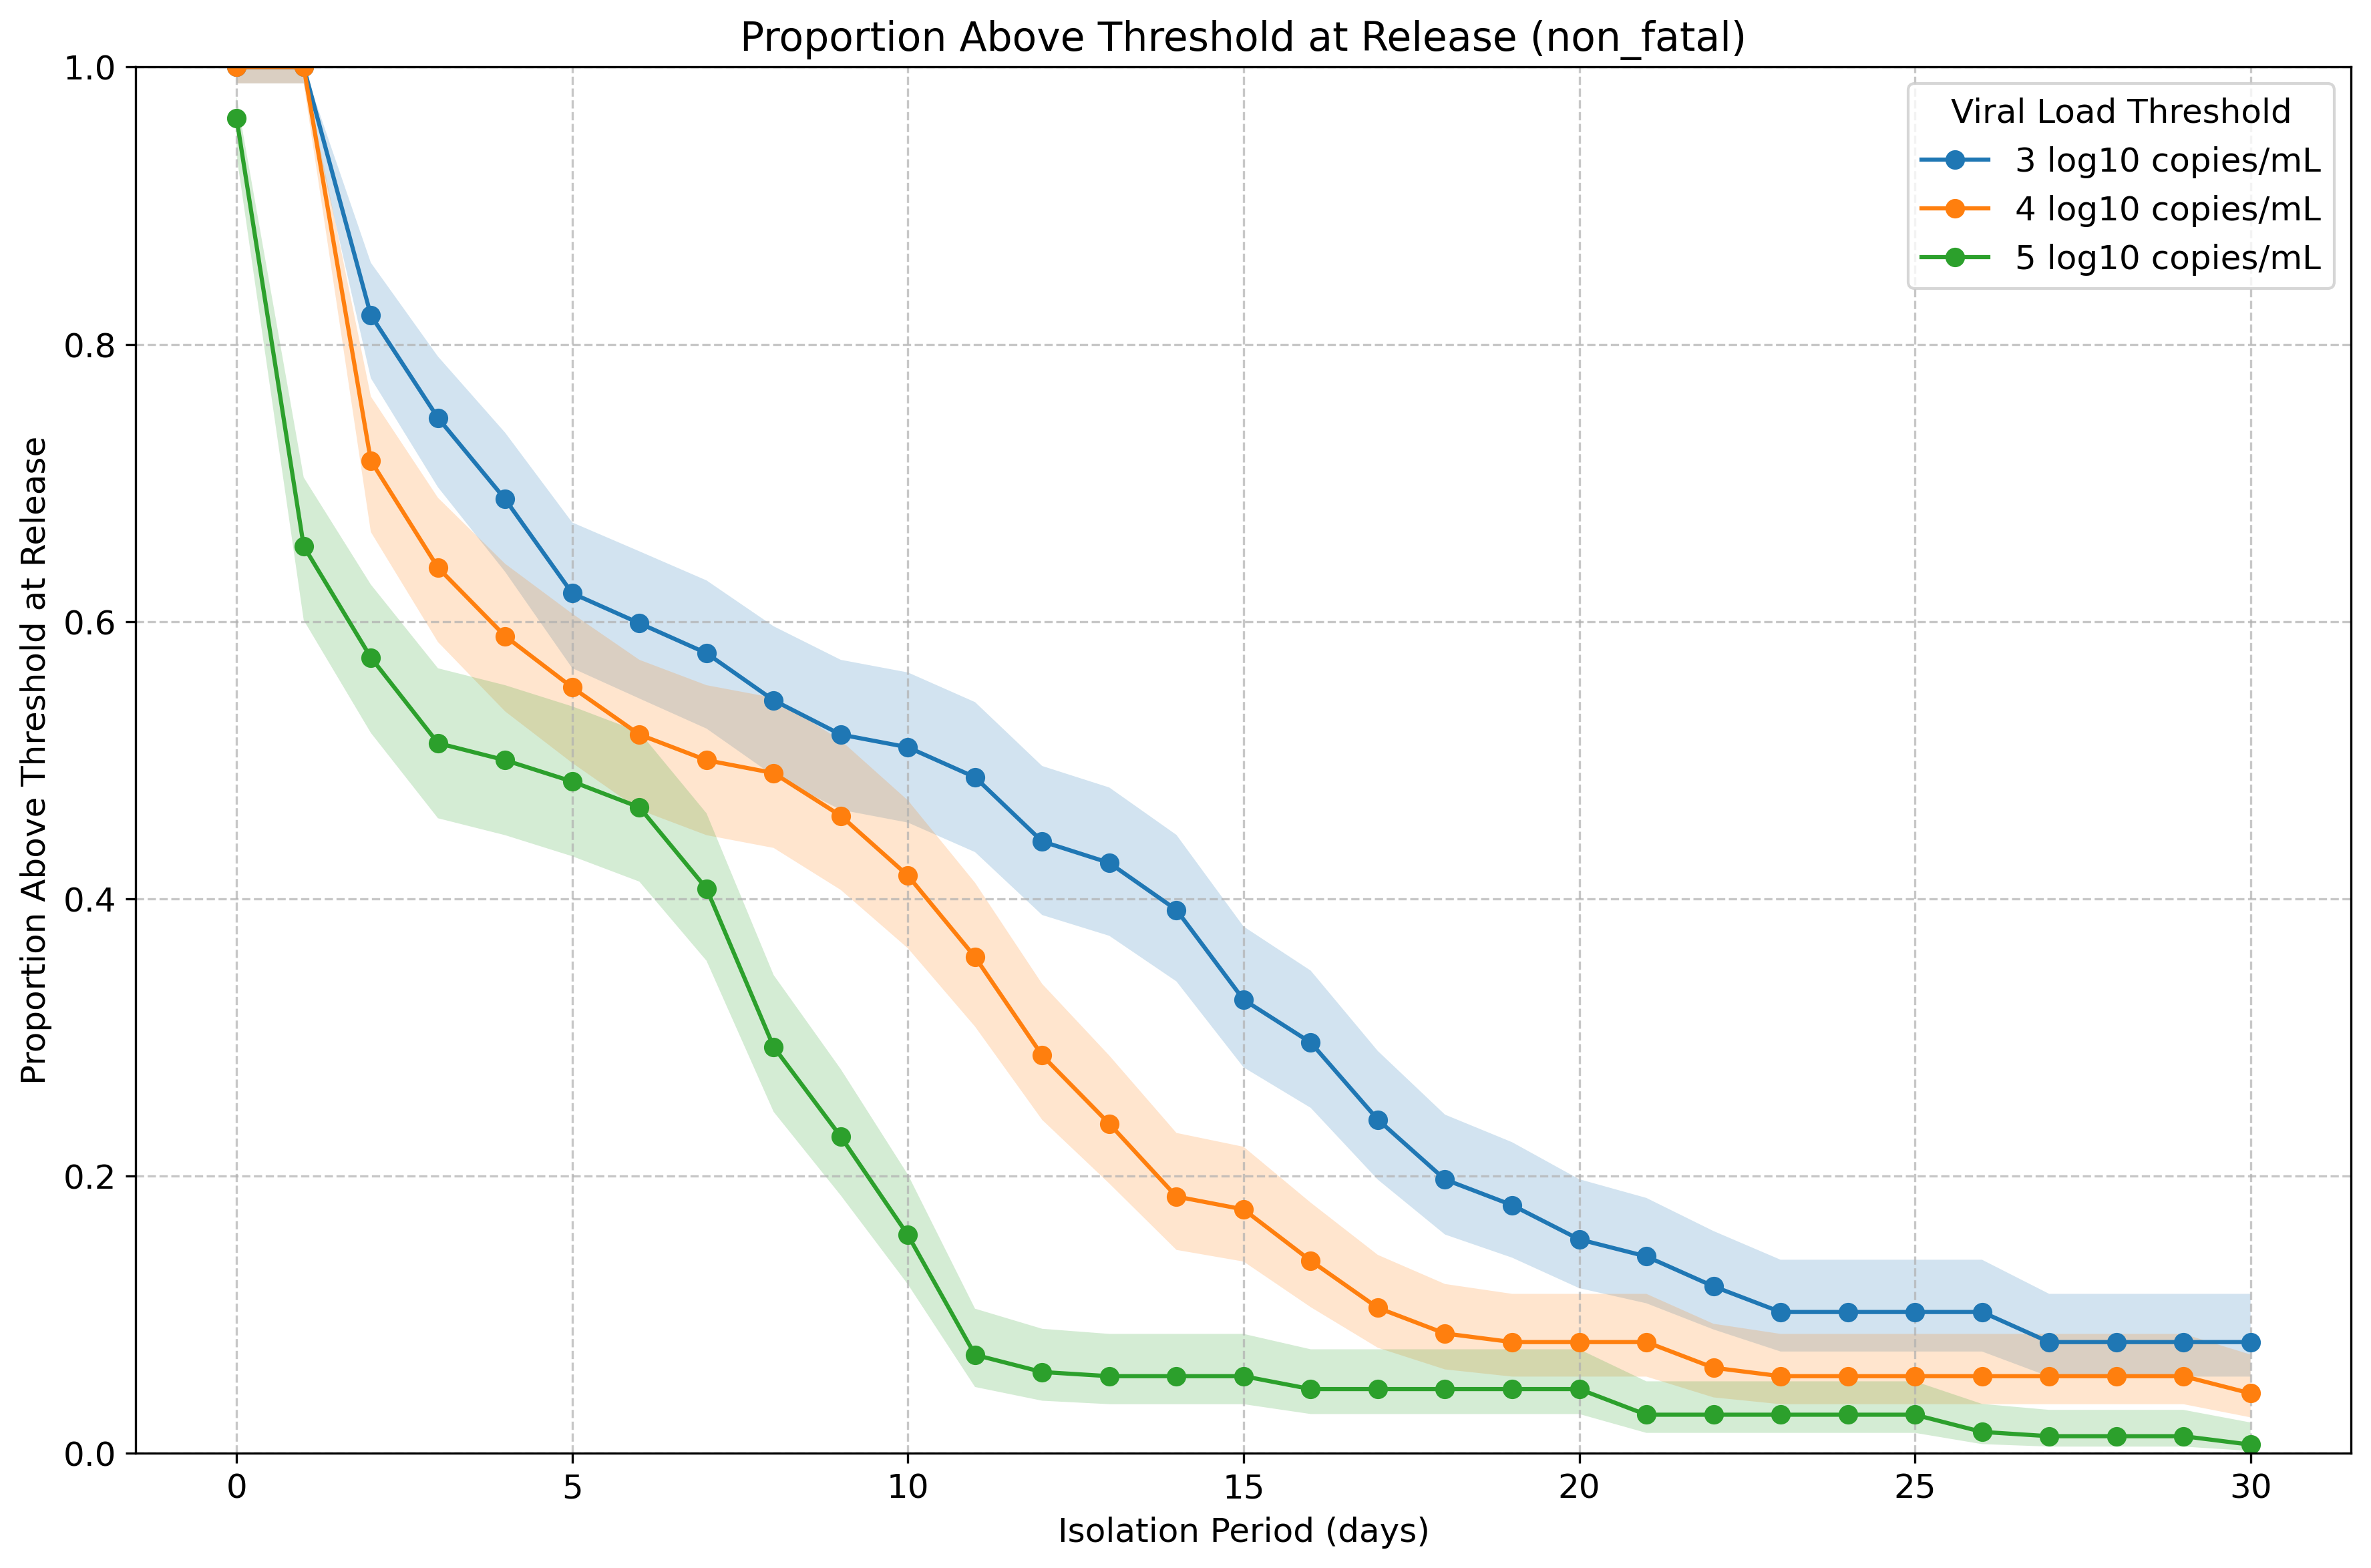 Proportion Above Threshold at Release (non_fatal)
Viral Load Threshold
3 log10 copies/mL
4 log10 copies/mL
5 log10 copies/mL
Proportion Above Threshold at Release
1.0
0.8
0.6
0.4
0.2
0.0
0 5 10 15 20 25 30
Isolation Period (days)